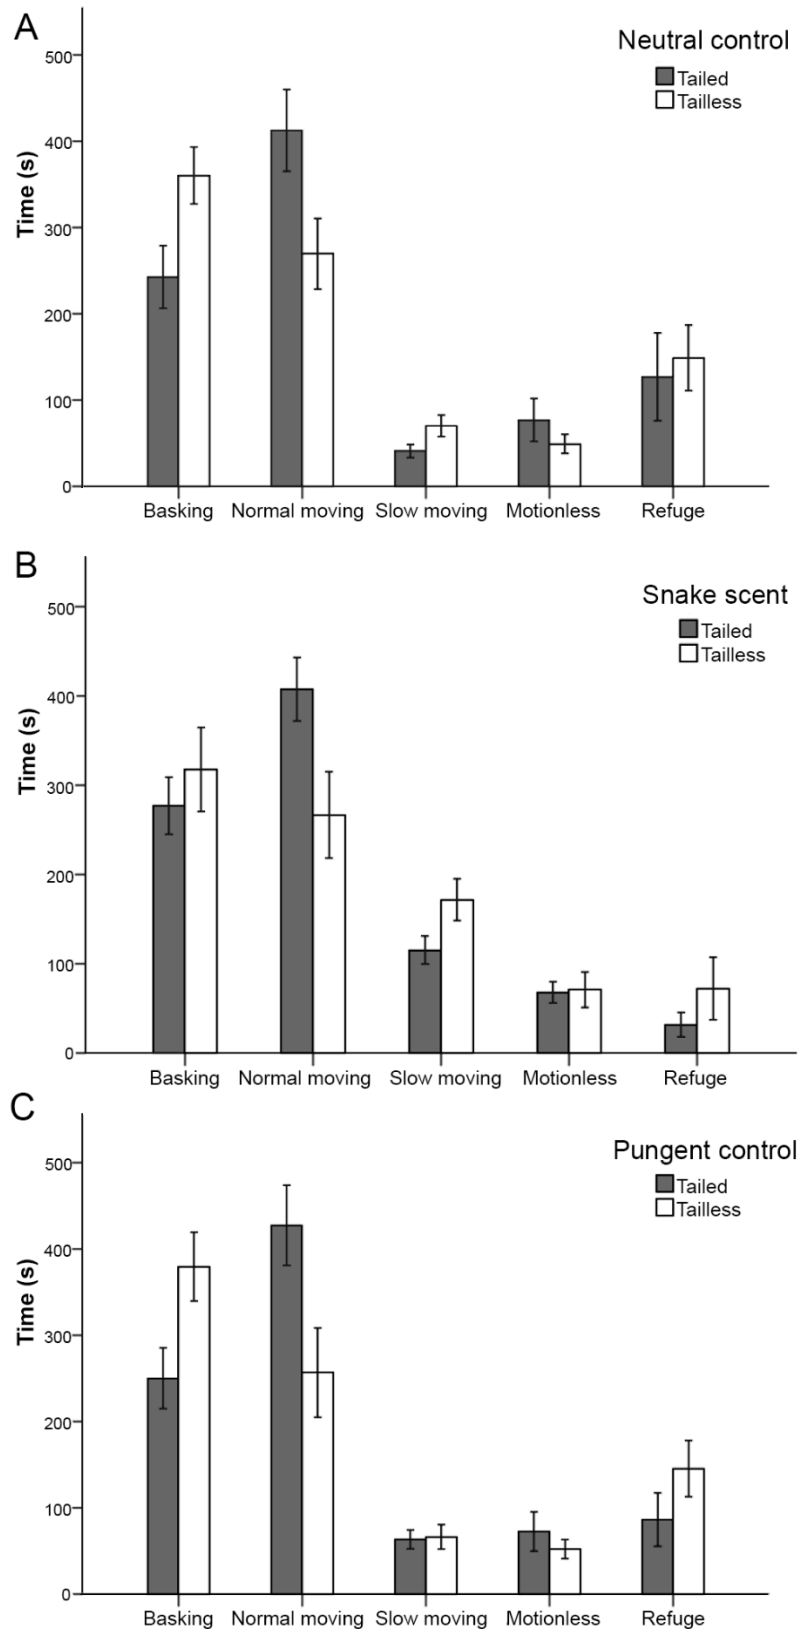 A
Neutral control
Tailed
Tailless
Time (s)
500
400
300
200
100
0
Basking Normal moving Slow moving Motionless Refuge
B
Snake scent
Tailed
Tailless
Time (s)
500
400
300
200
100
0
Basking Normal moving Slow moving Motionless Refuge
C
Pungent control
Tailed
Tailless
Time (s)
500
400
300
200
100
0
Basking Normal moving Slow moving Motionless Refuge